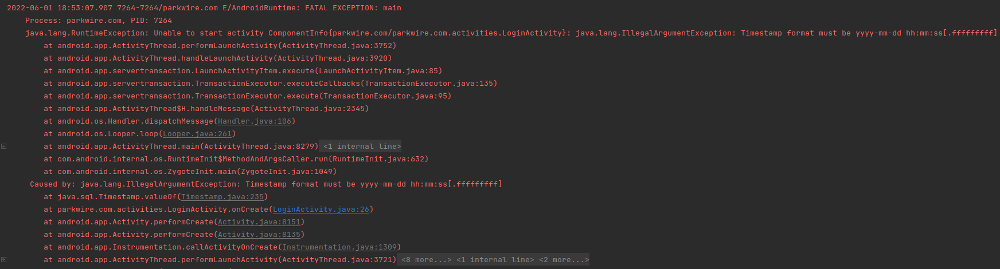 2022-06-01 18:53:07.907 7264-7264/parkwire.com E/AndroidRuntime: FATAL EXCEPTION: main
Process: parkwire.com, PID: 7264
java.lang.RuntimeException: Unable to start activity ComponentInfo{parkwire.com/parkwire.com.activities.LoginActivity}: java.lang.IllegalArgumentException: Timestamp format must be yyyy-mm-dd hh:mm:ss[.fffffffff]
at android.app.ActivityThread.performLaunchActivity(ActivityThread.java:3752)
at android.app.ActivityThread.handleLaunchActivity(ActivityThread.java:3920)
at android.app.servertransaction.LaunchActivityItem.execute(LaunchActivityItem.java:85)
at android.app.servertransaction.TransactionExecutor.executeCallbacks(TransactionExecutor.java:135)
at android.app.servertransaction.TransactionExecutor.execute(TransactionExecutor.java:95)
at android.app.ActivityThread$H.handleMessage(ActivityThread.java:2345)
at android.os.Handler.dispatchMessage(Handler.java:106)
at android.os.Looper.loop(Looper.java:261)
at android.app.ActivityThread.main(ActivityThread.java:8279) <1 internal line>
at com.android.internal.os.RuntimeInit$MethodAndArgsCaller.run(RuntimeInit.java:632)
at com.android.internal.os.ZygoteInit.main(ZygoteInit.java:1049)
Caused by: java.lang.IllegalArgumentException: Timestamp format must be yyyy-mm-dd hh:mm:ss[.fffffffff]
at java.sql.Timestamp.valueOf(Timestamp.java:235)
at parkwire.com.activities.LoginActivity.onCreate(LoginActivity.java:26)
at android.app.Activity.performCreate(Activity.java:8151)
at android.app.Activity.performCreate(Activity.java:8135)
at android.app.Instrumentation.callActivityOnCreate(Instrumentation.java:1309)
at android.app.ActivityThread.performLaunchActivity(ActivityThread.java:3721) <8 more...> <1 internal line> <2 more...>